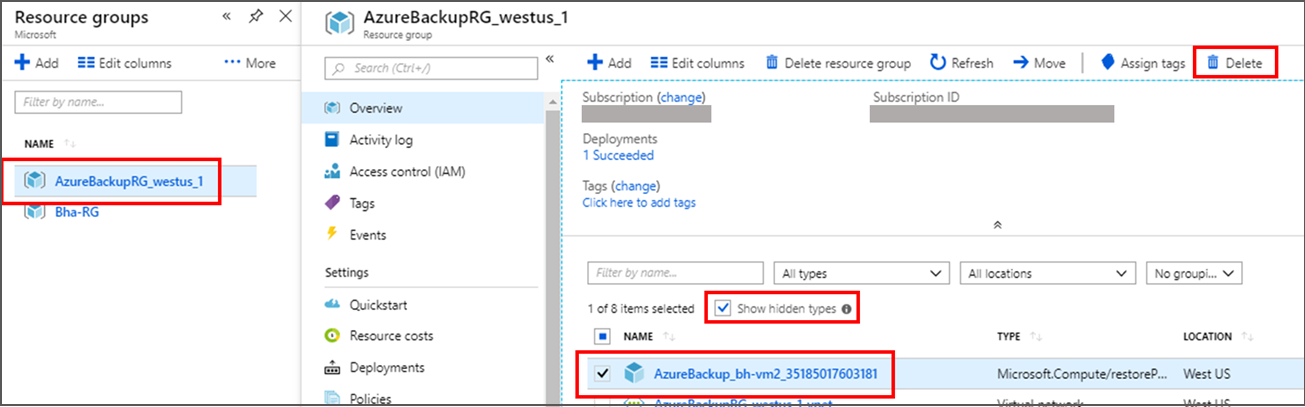 Resource groups
Microsoft
Add Edit columns ... More
Filter by name...
NAME
AzureBackupRG_westus_1
Bha-RG
AzureBackupRG_westus_1
Resource group
Search (Ctrl+/)
Overview
Activity log
Access control (IAM)
Tags
Events
Settings
Quickstart
Resource costs
Deployments
Policies
Add Edit columns Delete resource group Refresh Move Assign tags Delete
Subscription (change) Subscription ID
Deployments
1 Succeeded
Tags (change)
Click here to add tags
Filter by name... All types All locations No groupi...
1 of 8 items selected Show hidden types
NAME TYPE LOCATION
AzureBackup_bh-vm2_35185017603181 Microsoft.Compute/restoreP... West US
AzureBackupRG_westus_1_vnet Virtual network West US